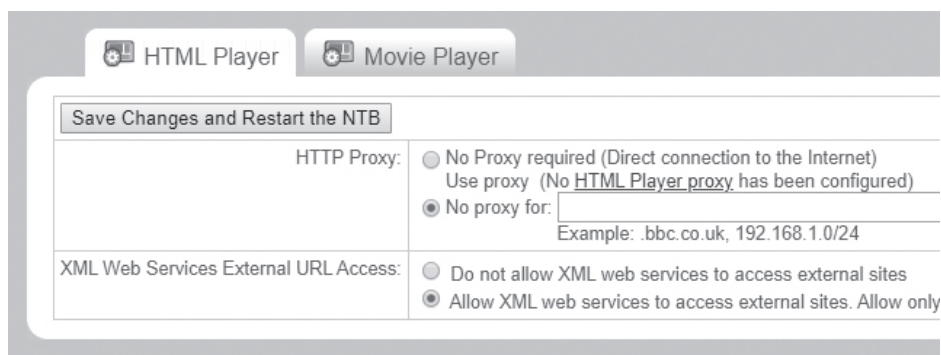 HTML Player
Movie Player
Save Changes and Restart the NTB
HTTP Proxy:
No Proxy required (Direct connection to the Internet)
Use proxy (No HTML Player proxy has been configured)
No proxy for:
Example: .bbc.co.uk, 192.168.1.0/24
XML Web Services External URL Access:
Do not allow XML web services to access external sites
Allow XML web services to access external sites. Allow only